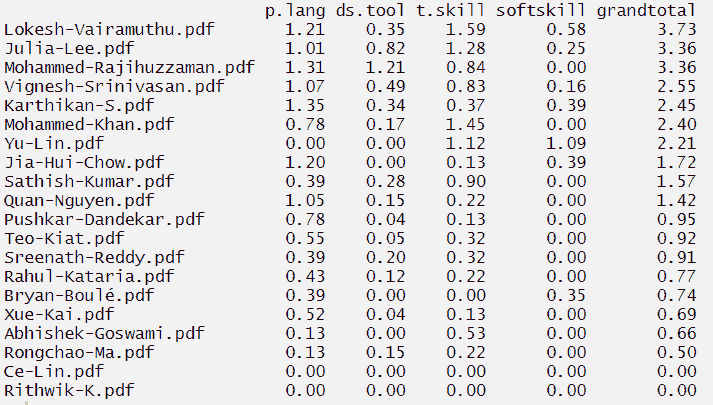 p.lang ds.tool t.skill softskill grandtotal
Lokesh-Vairamuthu.pdf 1.21 0.35 1.59 0.58 3.73
Julia-Lee.pdf 1.01 0.82 1.28 0.25 3.36
Mohammed-Rajihuzzaman.pdf 1.31 1.21 0.84 0.00 3.36
Vignesh-Srinivasan.pdf 1.07 0.49 0.83 0.16 2.55
Karthikan-S.pdf 1.35 0.34 0.37 0.39 2.45
Mohammed-Khan.pdf 0.78 0.17 1.45 0.00 2.40
Yu-Lin.pdf 0.00 0.00 1.12 1.09 2.21
Jia-Hui-Chow.pdf 1.20 0.00 0.13 0.39 1.72
Sathish-Kumar.pdf 0.39 0.28 0.90 0.00 1.57
Quan-Nguyen.pdf 1.05 0.15 0.22 0.00 1.42
Pushkar-Dandekar.pdf 0.78 0.04 0.13 0.00 0.95
Teo-Kiat.pdf 0.55 0.05 0.32 0.00 0.92
Sreenath-Reddy.pdf 0.39 0.20 0.32 0.00 0.91
Rahul-Kataria.pdf 0.43 0.12 0.22 0.00 0.77
Bryan-Boulé.pdf 0.39 0.00 0.00 0.35 0.74
Xue-Kai.pdf 0.52 0.04 0.13 0.00 0.69
Abhishek-Goswami.pdf 0.13 0.00 0.53 0.00 0.66
Rongchao-Ma.pdf 0.13 0.15 0.22 0.00 0.50
Ce-Lin.pdf 0.00 0.00 0.00 0.00 0.00
Rithwik-K.pdf 0.00 0.00 0.00 0.00 0.00